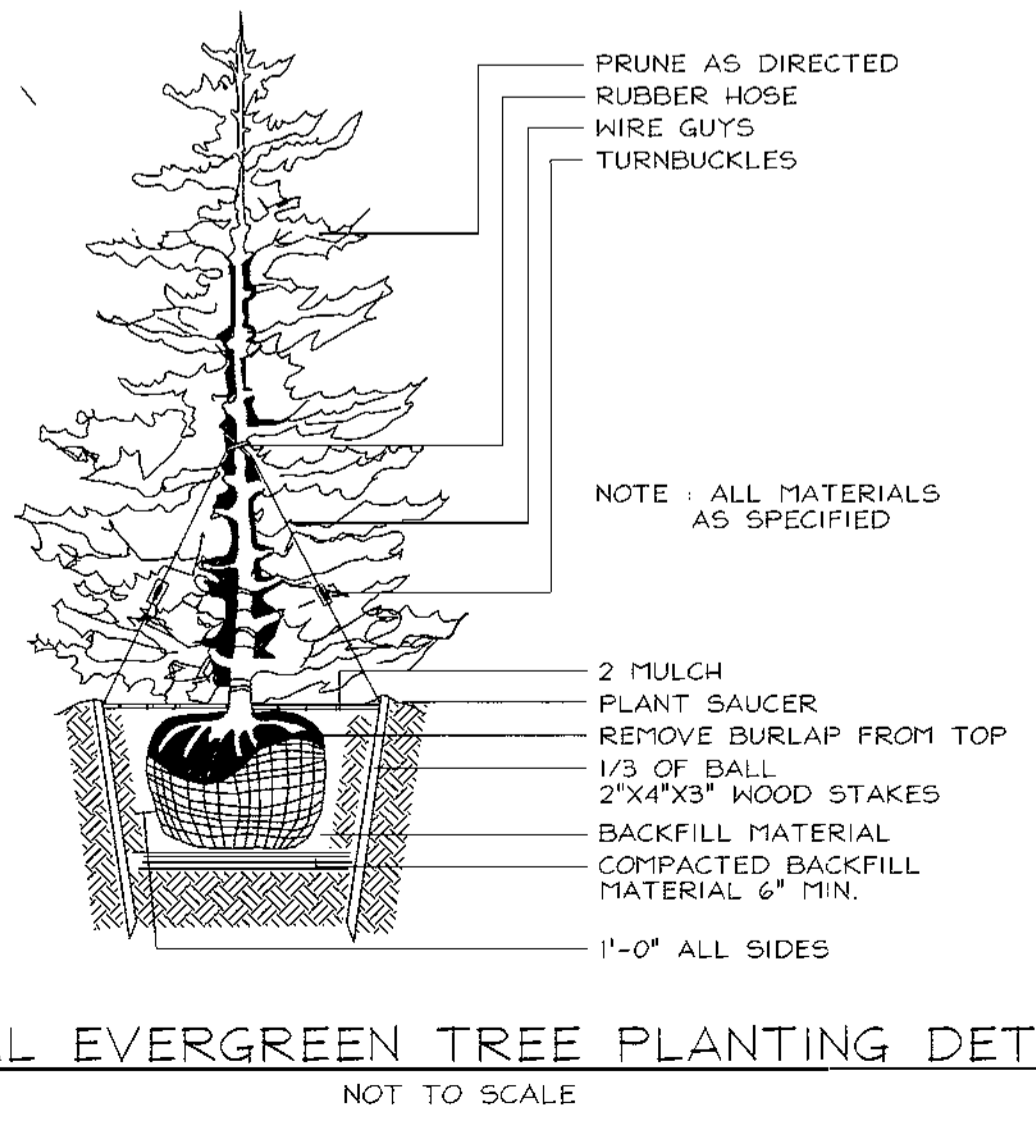 PRUNE AS DIRECTED
RUBBER HOSE
WIRE GUYS
TURNBUCKLES
NOTE : ALL MATERIALS
AS SPECIFIED
2 MULCH
PLANT SAUCER
REMOVE BURLAP FROM TOP
1/3 OF BALL
2"X4"X3" WOOD STAKES
BACKFILL MATERIAL
COMPACTED BACKFILL
MATERIAL 6" MIN.
1'-0" ALL SIDES
L EVERGREEN TREE PLANTING DET
NOT TO SCALE